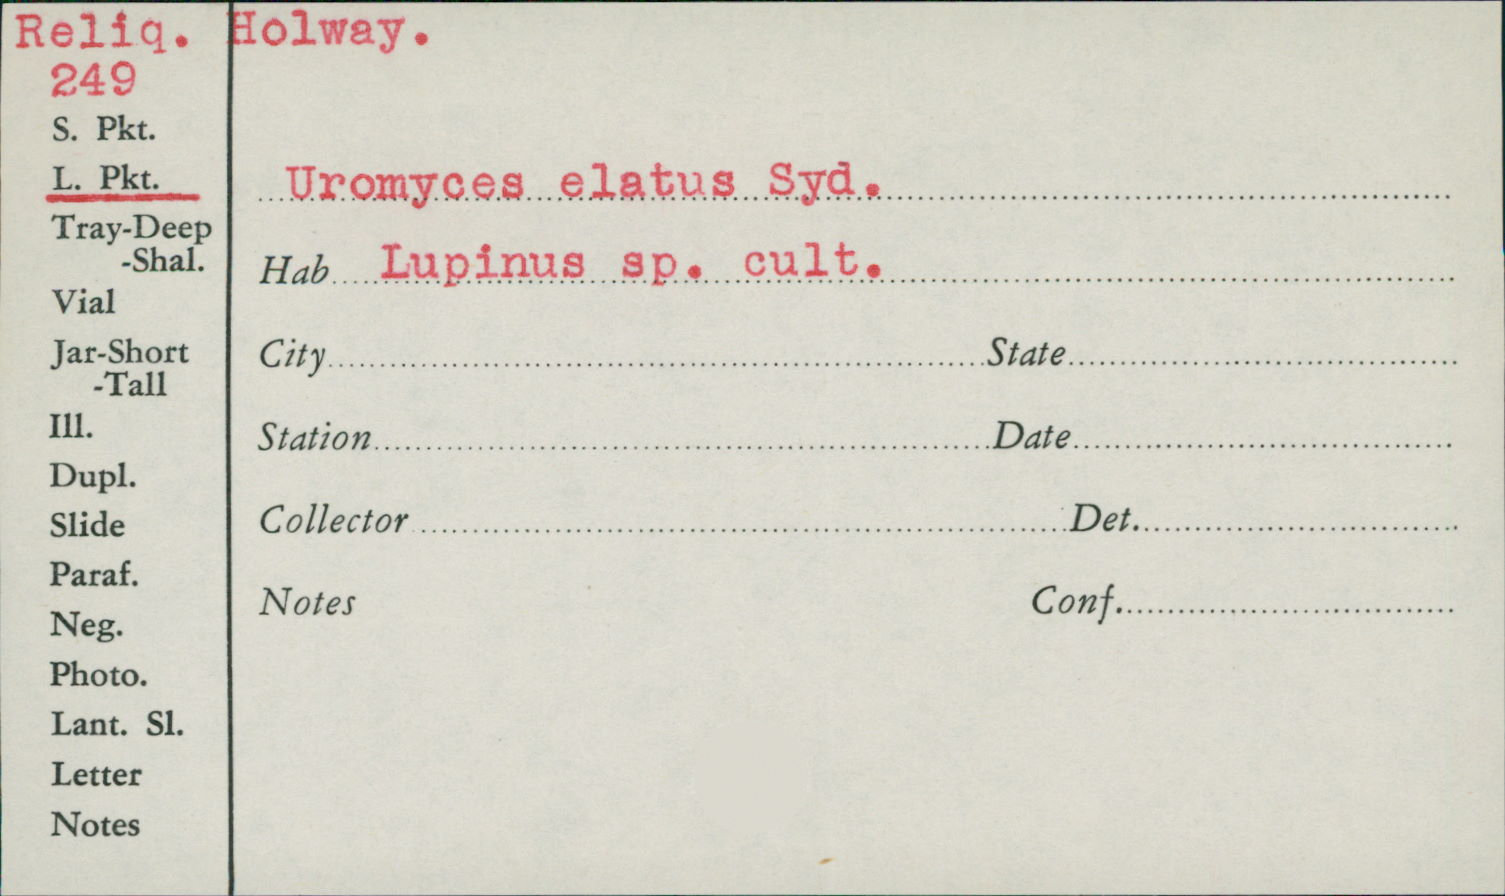 Reliq. Holway.
249
S. Pkt.
L. Pkt.
Uromyces elatus Syd.
Tray-Deep
-Shal.
Hab Lupinus sp. cult.
Vial
Jar-Short
-Tall
City State
Ill.
Station Date
Dupl.
Slide
Collector Det.
Paraf.
Notes Conf.
Neg.
Photo.
Lant. Sl.
Letter
Notes